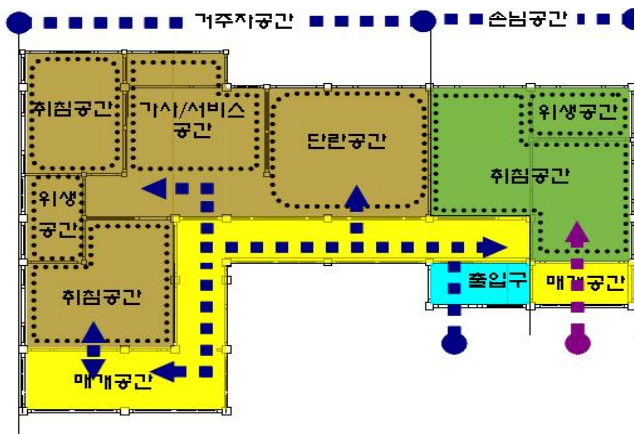 거주자공간
손님공간
취침공간
가사/서비스
공간
단란공간
위생공간
취침공간
위생
공간
취침공간
출입구
매개공간
매개공간